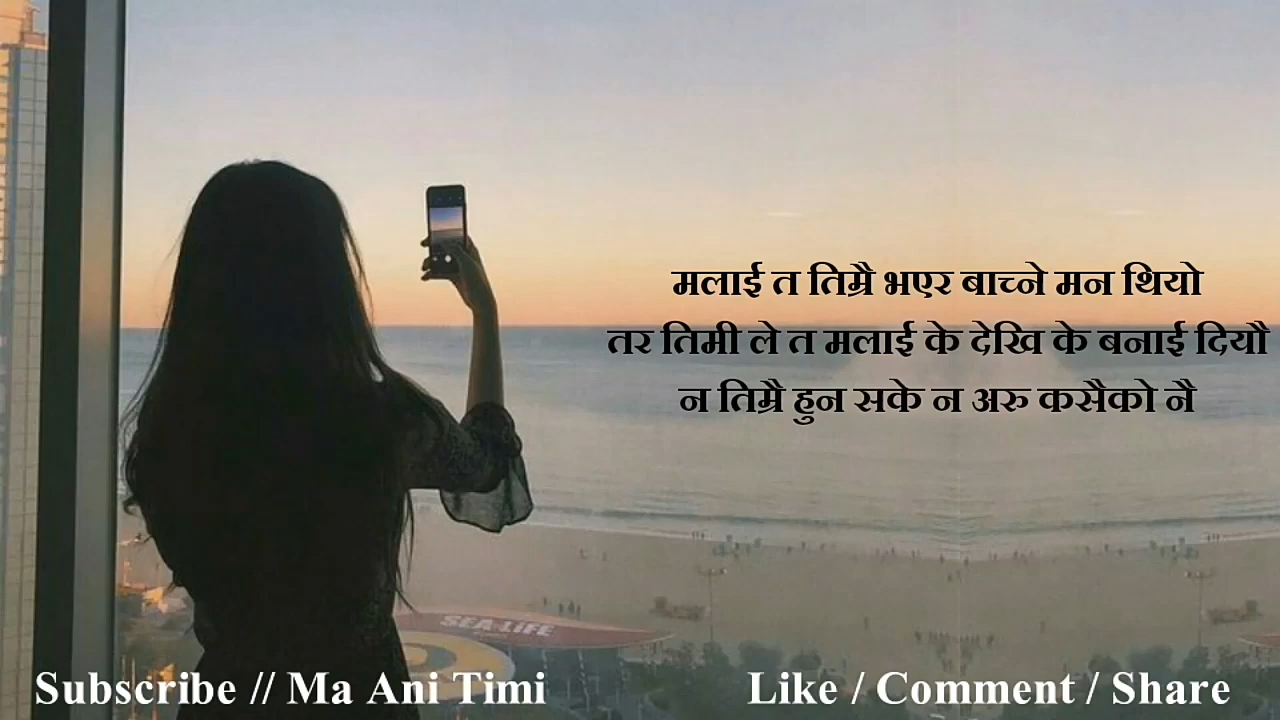 मलाई त तिम्रै भएर बाच्ने मन थियो
तर तिमी ले त मलाई के देखि के बनाई दियौ
न तिम्रै हुन सके न अरु कसैको नै
SEA LIFE
Subscribe // Ma Ani Timi
Like / Comment / Share